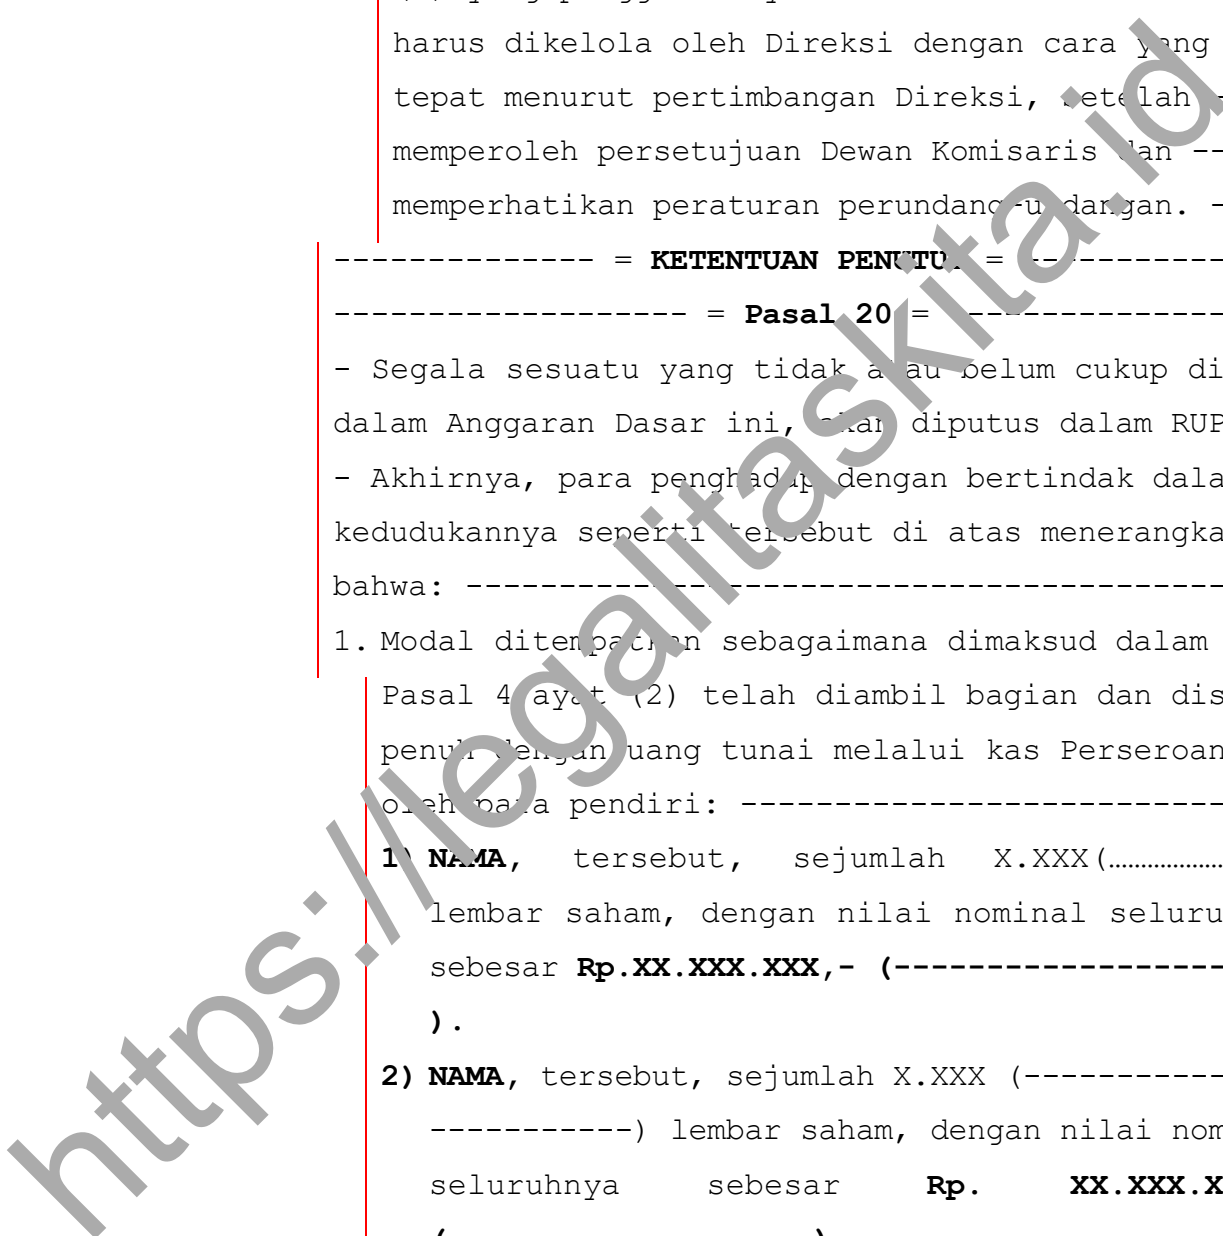 harus dikelola oleh Direksi dengan cara yang
tepat menurut pertimbangan Direksi, setelah -
memperoleh persetujuan Dewan Komisaris dan --
memperhatikan peraturan perundang-undangan. -
-------------- = KETENTUAN PENUTUP = -----------
------------------- = Pasal 20 = ---------------
- Segala sesuatu yang tidak atau belum cukup di
dalam Anggaran Dasar ini, akan diputus dalam RUP
- Akhirnya, para penghadap dengan bertindak dala
kedudukannya seperti tersebut di atas menerangka
bahwa: -----------------------------------------
1. Modal ditempatkan sebagaimana dimaksud dalam
Pasal 4 ayat (2) telah diambil bagian dan dis
penuh dengan uang tunai melalui kas Perseroan
oleh para pendiri: --------------------------
1) NAMA, tersebut, sejumlah X.XXX(…………………
lembar saham, dengan nilai nominal seluru
sebesar Rp.XX.XXX.XXX,- (------------------
).
2) NAMA, tersebut, sejumlah X.XXX (-----------
-----------) lembar saham, dengan nilai nom
seluruhnya sebesar Rp. XX.XXX.X
https://legalitaskita.id